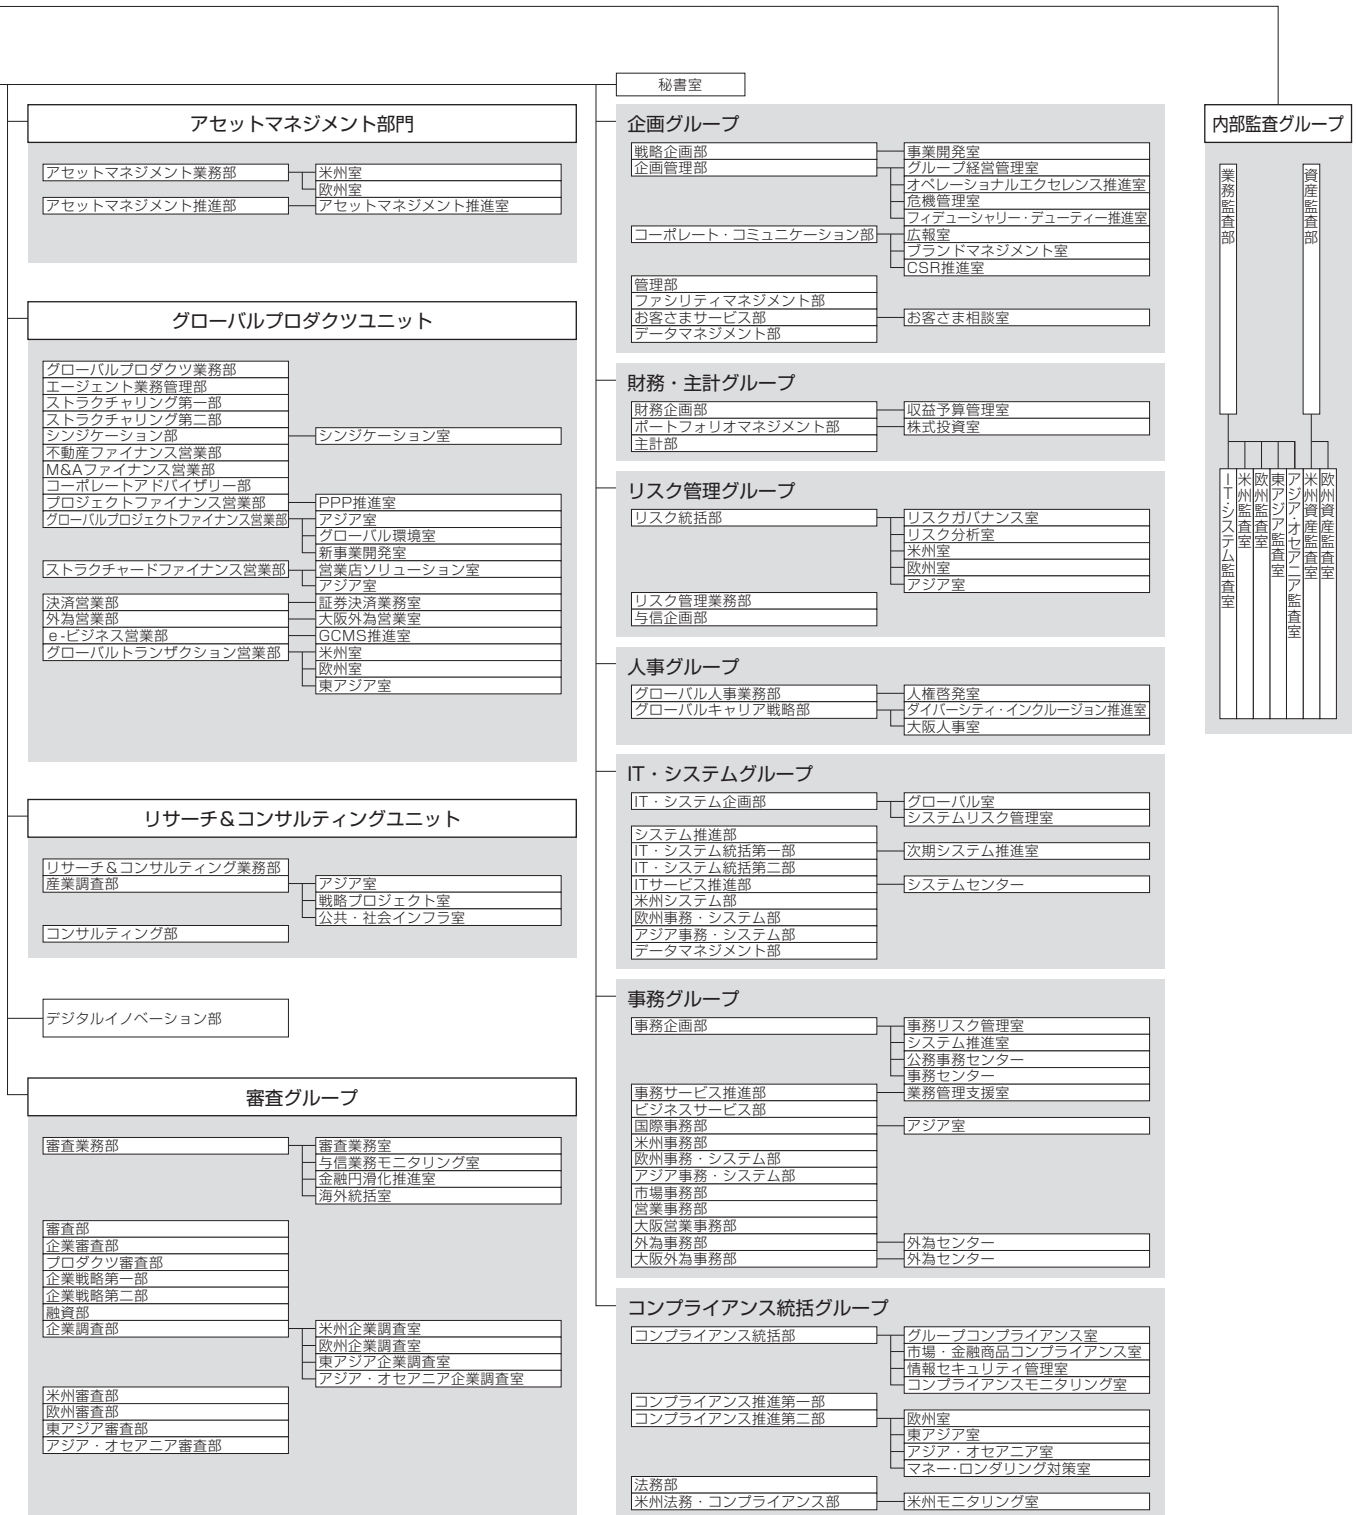 秘書室
アセットマネジメント部門
アセットマネジメント業務部
米州室
欧州室
アセットマネジメント推進部
アセットマネジメント推進室
グローバルプロダクツユニット
グローバルプロダクツ業務部
エージェント業務管理部
ストラクチャリング第一部
ストラクチャリング第二部
シンジケーション部
シンジケーション室
不動産ファイナンス営業部
M&Aファイナンス営業部
コーポレートアドバイザリー部
プロジェクトファイナンス営業部
PPP推進室
グローバルプロジェクトファイナンス営業部
アジア室
グローバル環境室
新事業開発室
ストラクチャードファイナンス営業部
営業店ソリューション室
アジア室
決済営業部
証券決済業務室
外為営業部
大阪外為営業室
e-ビジネス営業部
GCMS推進室
グローバルトランザクション営業部
米州室
欧州室
東アジア室
リサーチ&コンサルティングユニット
リサーチ&コンサルティング業務部
産業調査部
アジア室
戦略プロジェクト室
公共・社会インフラ室
コンサルティング部
デジタルイノベーション部
審査グループ
審査業務部
審査業務室
与信業務モニタリング室
金融円滑化推進室
海外統括室
審査部
企業審査部
プロダクツ審査部
企業戦略第一部
企業戦略第二部
融資部
企業調査部
米州企業調査室
欧州企業調査室
東アジア企業調査室
アジア・オセアニア企業調査室
米州審査部
欧州審査部
東アジア審査部
アジア・オセアニア審査部
企画グループ
戦略企画部
事業開発室
企画管理部
グループ経営管理室
オペレーショナルエクセレンス推進室
危機管理室
フィデューシャリー・デューティー推進室
コーポレート・コミュニケーション部
広報室
ブランドマネジメント室
CSR推進室
管理部
ファシリティマネジメント部
お客さまサービス部
お客さま相談室
データマネジメント部
財務・主計グループ
財務企画部
収益予算管理室
ポートフォリオマネジメント部
株式投資室
主計部
リスク管理グループ
リスク統括部
リスクガバナンス室
リスク分析室
米州室
欧州室
アジア室
リスク管理業務部
与信企画部
人事グループ
グローバル人事業務部
人権啓発室
グローバルキャリア戦略部
ダイバーシティ・インクルージョン推進室
大阪人事室
IT・システムグループ
IT・システム企画部
グローバル室
システムリスク管理室
システム推進部
IT・システム統括第一部
次期システム推進室
IT・システム統括第二部
ITサービス推進部
システムセンター
米州システム部
欧州事務・システム部
アジア事務・システム部
データマネジメント部
事務グループ
事務企画部
事務リスク管理室
システム推進室
公務事務センター
事務センター
事務サービス推進部
業務管理支援室
ビジネスサービス部
国際事務部
アジア室
米州事務部
欧州事務・システム部
アジア事務・システム部
市場事務部
営業事務部
大阪営業事務部
外為事務部
外為センター
大阪外為事務部
外為センター
コンプライアンス統括グループ
コンプライアンス統括部
グループコンプライアンス室
市場・金融商品コンプライアンス室
情報セキュリティ管理室
コンプライアンスモニタリング室
コンプライアンス推進第一部
コンプライアンス推進第二部
欧州室
東アジア室
アジア・オセアニア室
マネー・ロンダリング対策室
法務部
米州法務・コンプライアンス部
米州モニタリング室
内部監査グループ
業務監査部
資産監査部
IT・システム監査室
米州監査室
欧州監査室
東アジア監査室
アジア・オセアニア監査室
米州資産監査室
欧州資産監査室